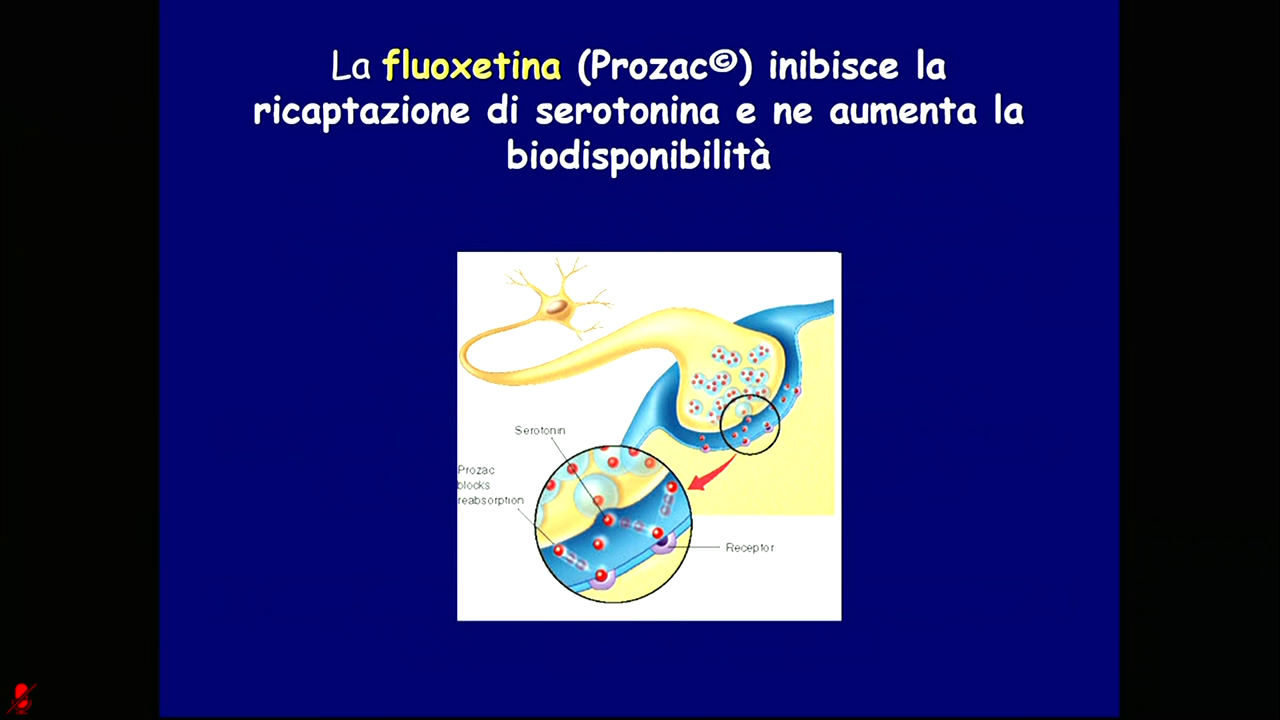 La fluoxetina (Prozac©) inibisce la
ricaptazione di serotonina e ne aumenta la
biodisponibilità
Serotonin
Prozac
blocks
reabsorption
Receptor